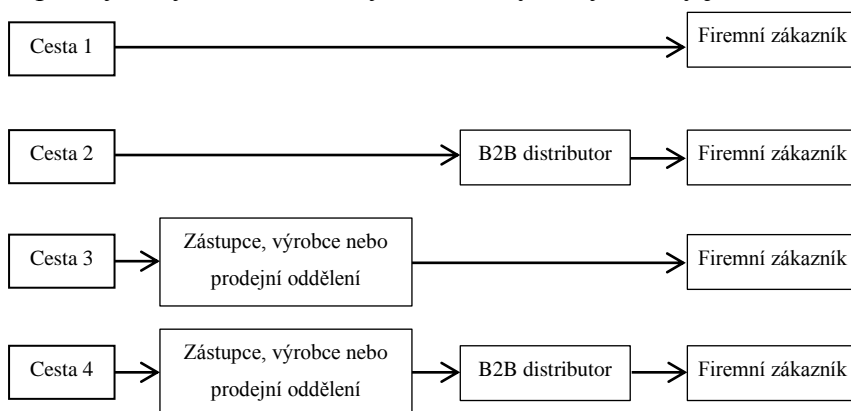 Cesta 1
Firemní zákazník
Cesta 2
B2B distributor
Firemní zákazník
Cesta 3
Zástupce, výrobce nebo
prodejní oddělení
Firemní zákazník
Cesta 4
Zástupce, výrobce nebo
prodejní oddělení
B2B distributor
Firemní zákazník